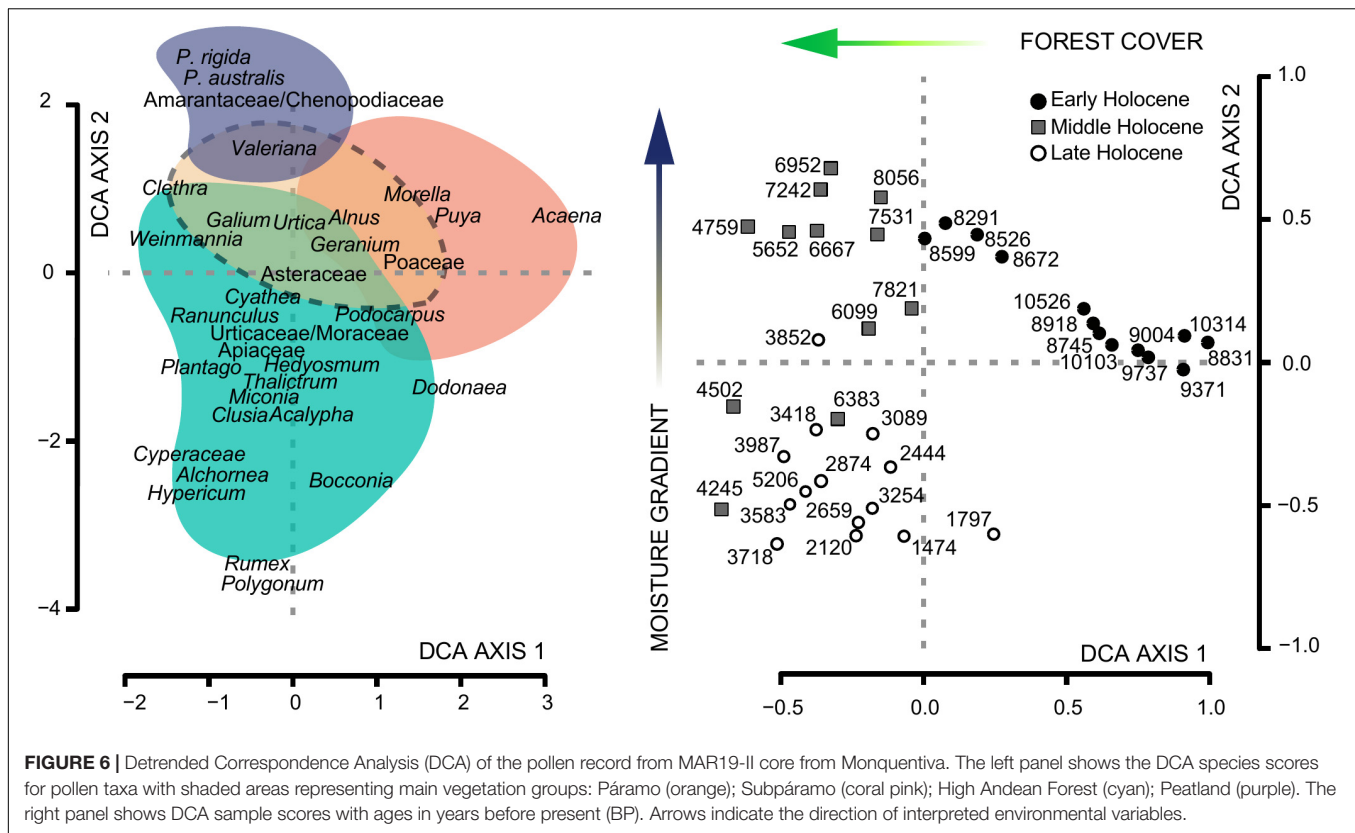 P. rigida
P. australis
Amarantaceae/Chenopodiaceae
Valeriana
Clethra
Morella
Galium Urtica Alnus Puya Acaena
Weinmannia Geranium
Poaceae
Asteraceae
Cyathea
Ranunculus Podocarpus
Urticaceae/Moraceae
Apiaceae
Plantago Hedyosmum
Thalictrum Dodonaea
Miconia
Clusia Acalypha
Cyperaceae
Alchornea Bocconia
Hypericum
Rumex
Polygonum
DCA AXIS 2
2
0
−2
−4
DCA AXIS 1
−2 −1 0 1 2 3
FOREST COVER
MOISTURE GRADIENT
Early Holocene
Middle Holocene
Late Holocene
6952
7242 8056
4759 7531 8291
5652 6667 8599 8526
8672
7821 10526
6099 8918 9004 10314
3852 8745 8831
10103 9737 9371
4502 6383
3418 3089
3987 2444
5206 2874
4245 3254
3583 2659 1797
3718 2120 1474
DCA AXIS 2
1.0
0.5
0.0
−0.5
−1.0
DCA AXIS 1
−0.5 0.0 0.5 1.0
FIGURE 6 | Detrended Correspondence Analysis (DCA) of the pollen record from MAR19-II core from Monquentiva. The left panel shows the DCA species scores
for pollen taxa with shaded areas representing main vegetation groups: Páramo (orange); Subpáramo (coral pink); High Andean Forest (cyan); Peatland (purple). The
right panel shows DCA sample scores with ages in years before present (BP). Arrows indicate the direction of interpreted environmental variables.